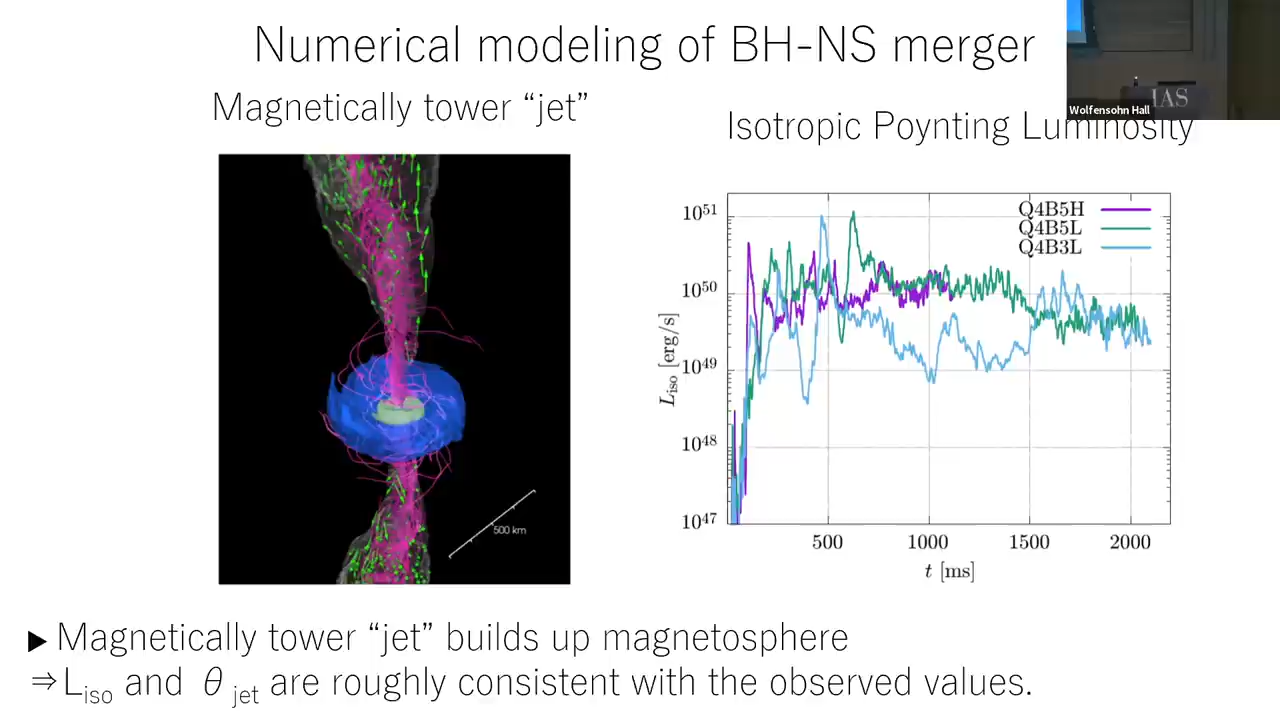 Numerical modeling of BH-NS merger
Magnetically tower “jet”
IAS
Wolfensohn Hall
Isotropic Poynting Luminosity
500 km
Q4B5H
Q4B5L
Q4B3L
10^51
10^50
10^49
10^48
10^47
L_iso [erg/s]
500 1000 1500 2000
t [ms]
▶ Magnetically tower “jet” builds up magnetosphere
⇒ L_iso and θ_jet are roughly consistent with the observed values.